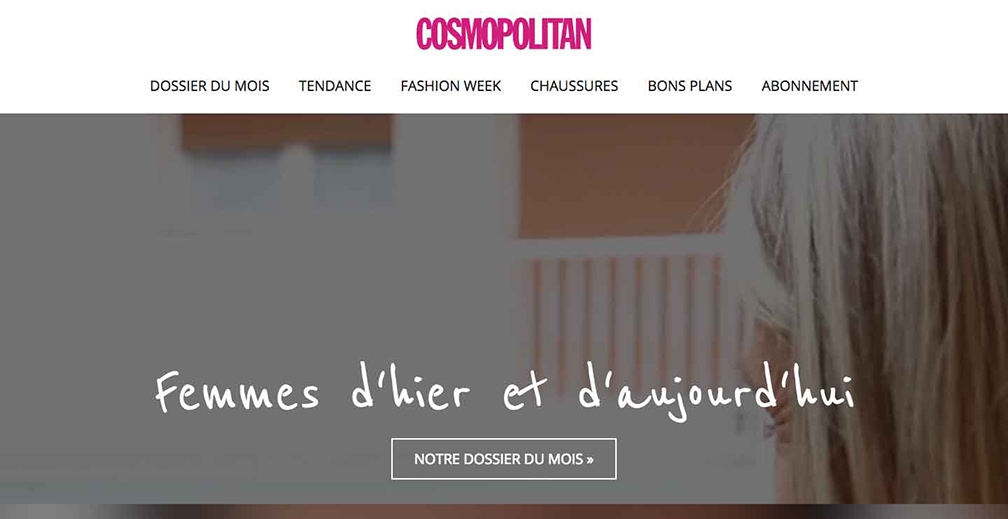 COSMOPOLITAN
DOSSIER DU MOIS TENDANCE FASHION WEEK CHAUSSURES BONS PLANS ABONNEMENT
Femmes d'hier et d'aujourd'hui
NOTRE DOSSIER DU MOIS »